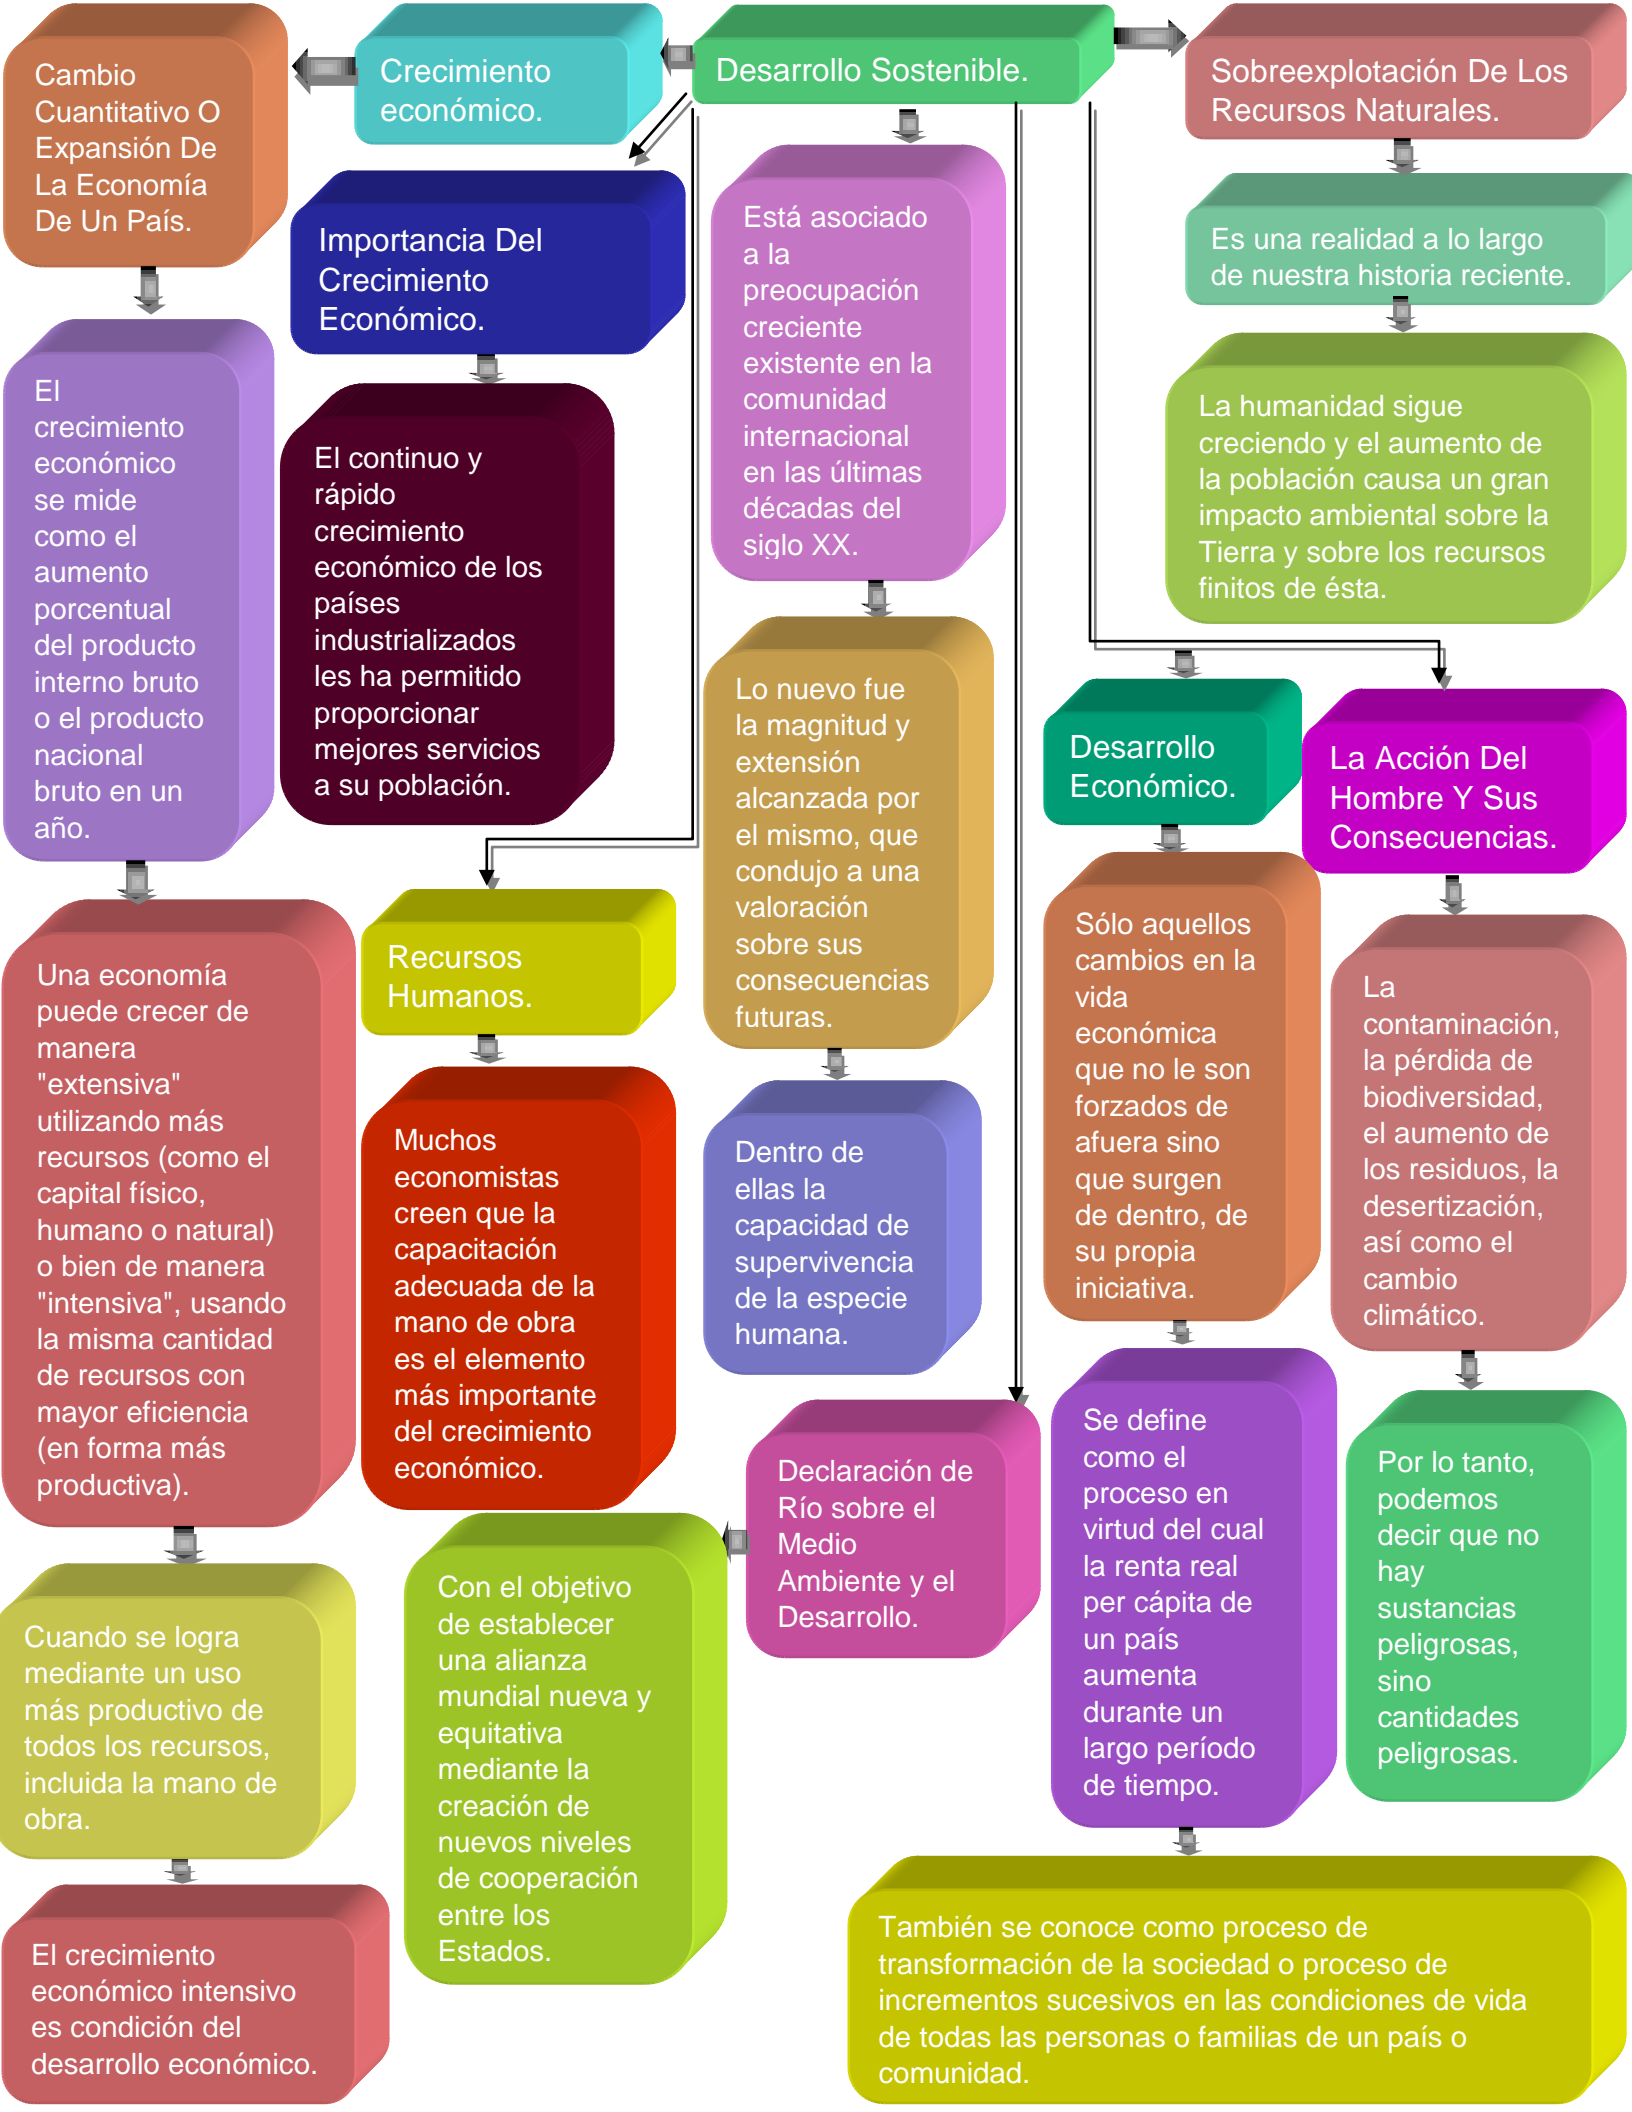 Desarrollo Sostenible.
Crecimiento
económico.
Cambio
Cuantitativo O
Expansión De
La Economía
De Un País.
El
crecimiento
económico
se mide
como el
aumento
porcentual
del producto
interno bruto
o el producto
nacional
bruto en un
año.
Una economía
puede crecer de
manera
"extensiva"
utilizando más
recursos (como el
capital físico,
humano o natural)
o bien de manera
"intensiva", usando
la misma cantidad
de recursos con
mayor eficiencia
(en forma más
productiva).
Cuando se logra
mediante un uso
más productivo de
todos los recursos,
incluida la mano de
obra.
El crecimiento
económico intensivo
es condición del
desarrollo económico.
Importancia Del
Crecimiento
Económico.
El continuo y
rápido
crecimiento
económico de los
países
industrializados
les ha permitido
proporcionar
mejores servicios
a su población.
Recursos
Humanos.
Muchos
economistas
creen que la
capacitación
adecuada de la
mano de obra
es el elemento
más importante
del crecimiento
económico.
Está asociado
a la
preocupación
creciente
existente en la
comunidad
internacional
en las últimas
décadas del
siglo XX.
Lo nuevo fue
la magnitud y
extensión
alcanzada por
el mismo, que
condujo a una
valoración
sobre sus
consecuencias
futuras.
Dentro de
ellas la
capacidad de
supervivencia
de la especie
humana.
Declaración de
Río sobre el
Medio
Ambiente y el
Desarrollo.
Con el objetivo
de establecer
una alianza
mundial nueva y
equitativa
mediante la
creación de
nuevos niveles
de cooperación
entre los
Estados.
Desarrollo
Económico.
Sólo aquellos
cambios en la
vida
económica
que no le son
forzados de
afuera sino
que surgen
de dentro, de
su propia
iniciativa.
Se define
como el
proceso en
virtud del cual
la renta real
per cápita de
un país
aumenta
durante un
largo período
de tiempo.
También se conoce como proceso de
transformación de la sociedad o proceso de
incrementos sucesivos en las condiciones de vida
de todas las personas o familias de un país o
comunidad.
La Acción Del
Hombre Y Sus
Consecuencias.
La
contaminación,
la pérdida de
biodiversidad,
el aumento de
los residuos, la
desertización,
así como el
cambio
climático.
Por lo tanto,
podemos
decir que no
hay
sustancias
peligrosas,
sino
cantidades
peligrosas.
Sobreexplotación De Los
Recursos Naturales.
Es una realidad a lo largo
de nuestra historia reciente.
La humanidad sigue
creciendo y el aumento de
la población causa un gran
impacto ambiental sobre la
Tierra y sobre los recursos
finitos de ésta.